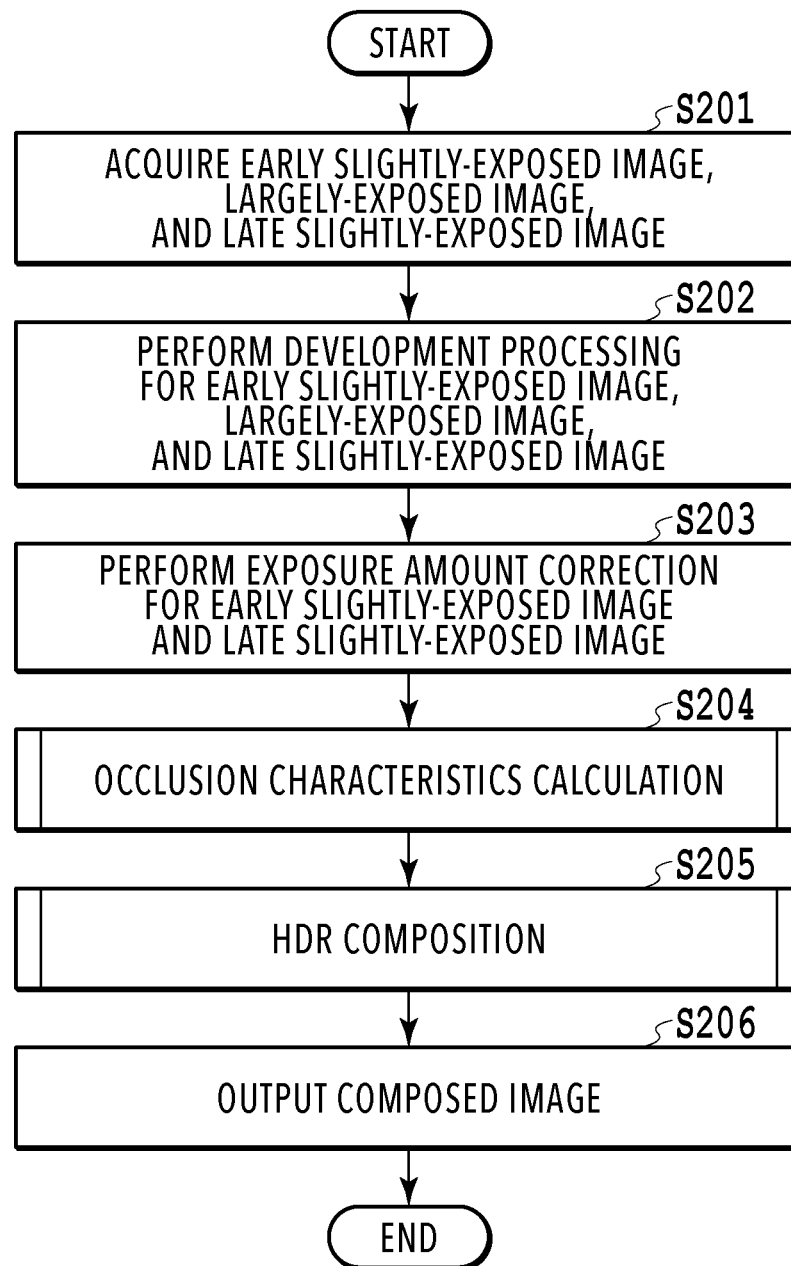 START
S201
ACQUIRE EARLY SLIGHTLY-EXPOSED IMAGE,
LARGELY-EXPOSED IMAGE,
AND LATE SLIGHTLY-EXPOSED IMAGE
S202
PERFORM DEVELOPMENT PROCESSING
FOR EARLY SLIGHTLY-EXPOSED IMAGE,
LARGELY-EXPOSED IMAGE,
AND LATE SLIGHTLY-EXPOSED IMAGE
S203
PERFORM EXPOSURE AMOUNT CORRECTION
FOR EARLY SLIGHTLY-EXPOSED IMAGE
AND LATE SLIGHTLY-EXPOSED IMAGE
S204
OCCLUSION CHARACTERISTICS CALCULATION
S205
HDR COMPOSITION
S206
OUTPUT COMPOSED IMAGE
END